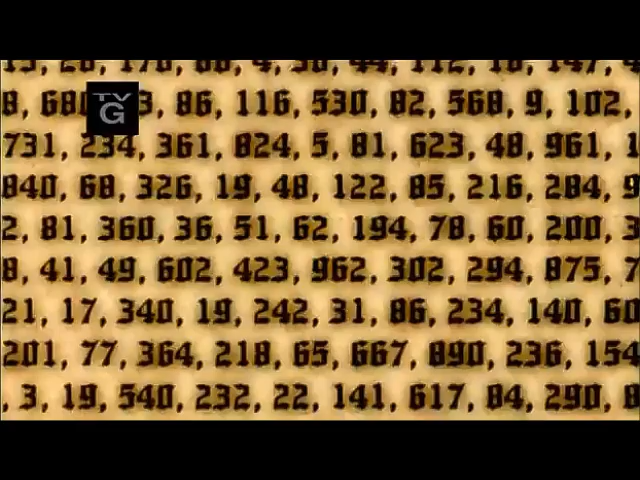 TV
G
8, 86, 116, 530, 82, 568, 9, 102,
731, 234, 361, 824, 5, 81, 623, 48, 961,
840, 68, 326, 19, 48, 122, 85, 216, 284,
2, 81, 360, 36, 51, 62, 194, 78, 60, 200,
8, 41, 49, 602, 423, 962, 302, 294, 875,
21, 17, 340, 19, 242, 31, 86, 234, 140,
201, 77, 364, 218, 65, 667, 890, 236, 154
, 3, 19, 540, 232, 22, 141, 617, 84, 290,